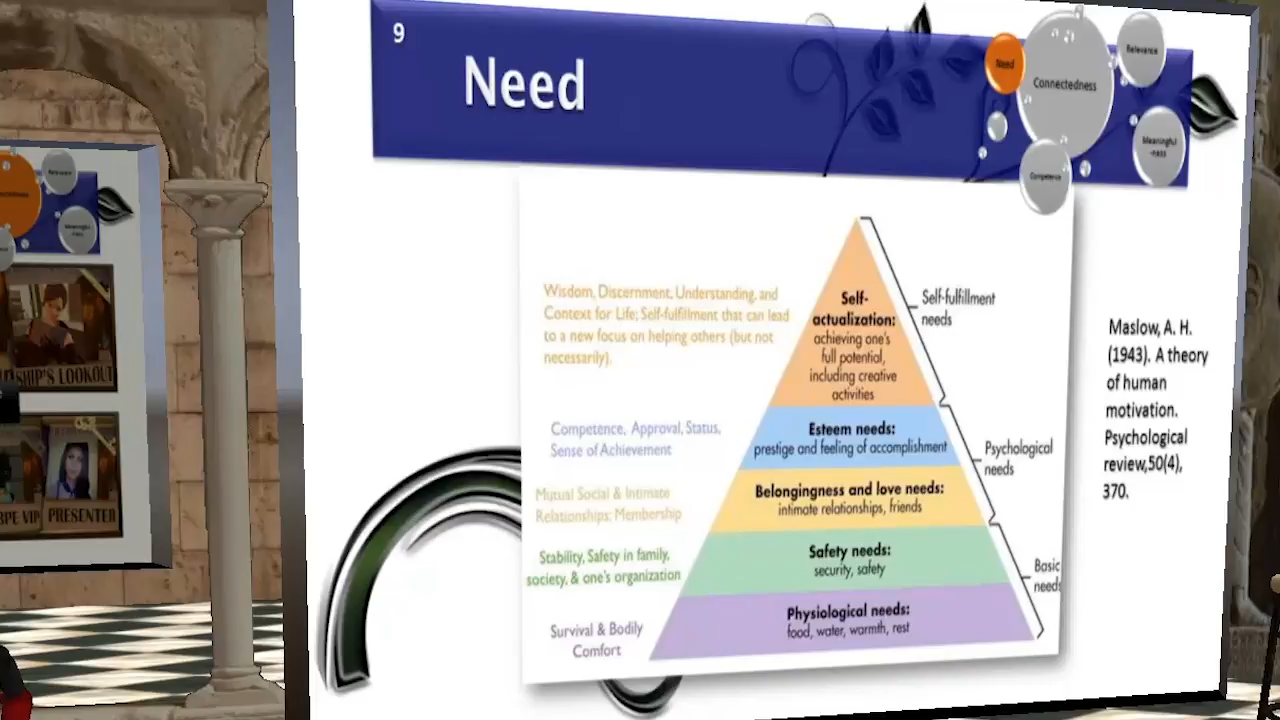 9
Need
Need
Connectedness
Relevance
Meaningful
-ness
Competence
Wisdom, Discernment, Understanding, and
Context for Life; Self-fulfillment that can lead
to a new focus on helping others (but not
necessarily).
Competence, Approval, Status,
Sense of Achievement
Mutual Social & Intimate
Relationships; Membership
Stability, Safety in family,
society, & one's organization
Survival & Bodily
Comfort
Self-
actualization:
achieving one's
full potential,
including creative
activities
Esteem needs:
prestige and feeling of accomplishment
Belongingness and love needs:
intimate relationships, friends
Safety needs:
security, safety
Physiological needs:
food, water, warmth, rest
Self-fulfillment
needs
Psychological
needs
Basic
needs
Maslow, A. H.
(1943). A theory
of human
motivation.
Psychological
review,50(4),
370.
Relevance
Meaningful
-ness
LOOKOUT
VIP
PRESENTER